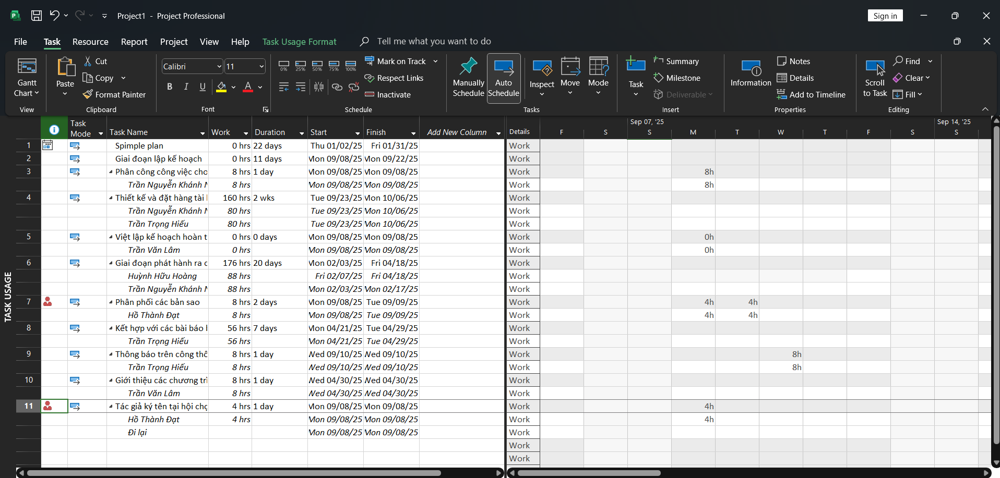 Project1 - Project Professional
Sign in
File Task Resource Report Project View Help Task Usage Format Tell me what you want to do
Gantt Chart
View
Paste
Cut
Copy
Format Painter
Clipboard
Calibri 11
B I U A
Font
0% 25% 50% 75% 100%
Mark on Track
Respect Links
Inactivate
Schedule
Manually Schedule
Auto Schedule
Inspect
Move
Mode
Tasks
Task
Summary
Milestone
Deliverable
Insert
Information
Notes
Details
Add to Timeline
Properties
Scroll to Task
Find
Clear
Fill
Editing
TASK USAGE
Task Mode Task Name Work Duration Start Finish Add New Column Details
Sep 07, '25 Sep 14, '25
F S S M T W T F S S
1 Spimple plan 0 hrs 22 days Thu 01/02/25 Fri 01/31/25 Work
2 Giai đoạn lập kế hoạch 0 hrs 11 days Mon 09/08/25 Mon 09/22/25 Work
3 Phân công công việc cho 8 hrs 1 day Mon 09/08/25 Mon 09/08/25 Work 8h
Trần Nguyễn Khánh 8 hrs Mon 09/08/25 Mon 09/08/25 Work 8h
4 Thiết kế và đặt hàng tài 160 hrs 2 wks Tue 09/23/25 Mon 10/06/25 Work
Trần Nguyễn Khánh 80 hrs Tue 09/23/25 Mon 10/06/25 Work
Trần Trọng Hiếu 80 hrs Tue 09/23/25 Mon 10/06/25 Work
5 Việt lập kế hoạch hoàn t 0 hrs 0 days Mon 09/08/25 Mon 09/08/25 Work 0h
Trần Văn Lâm 0 hrs Mon 09/08/25 Mon 09/08/25 Work 0h
6 Giai đoạn phát hành ra 176 hrs 20 days Mon 02/03/25 Fri 04/18/25 Work
Huỳnh Hữu Hoàng 88 hrs Fri 02/07/25 Fri 04/18/25 Work
Trần Nguyễn Khánh 88 hrs Mon 02/03/25 Mon 02/17/25 Work
7 Phân phối các bản sao 8 hrs 2 days Mon 09/08/25 Tue 09/09/25 Work 4h 4h
Hồ Thành Đạt 8 hrs Mon 09/08/25 Tue 09/09/25 Work 4h 4h
8 Kết hợp với các bài báo 56 hrs 7 days Mon 04/21/25 Tue 04/29/25 Work
Trần Trọng Hiếu 56 hrs Mon 04/21/25 Tue 04/29/25 Work
9 Thông báo trên công 8 hrs 1 day Wed 09/10/25 Wed 09/10/25 Work 8h
Trần Trọng Hiếu 8 hrs Wed 09/10/25 Wed 09/10/25 Work 8h
10 Giới thiệu các chương 8 hrs 1 day Wed 04/30/25 Wed 04/30/25 Work
Trần Văn Lâm 8 hrs Wed 04/30/25 Wed 04/30/25 Work
11 Tác giả ký tên tại hội 4 hrs 1 day Mon 09/08/25 Mon 09/08/25 Work 4h
Hồ Thành Đạt 4 hrs Mon 09/08/25 Mon 09/08/25 Work 4h
Đi lại Mon 09/08/25 Mon 09/08/25 Work
Work
Work